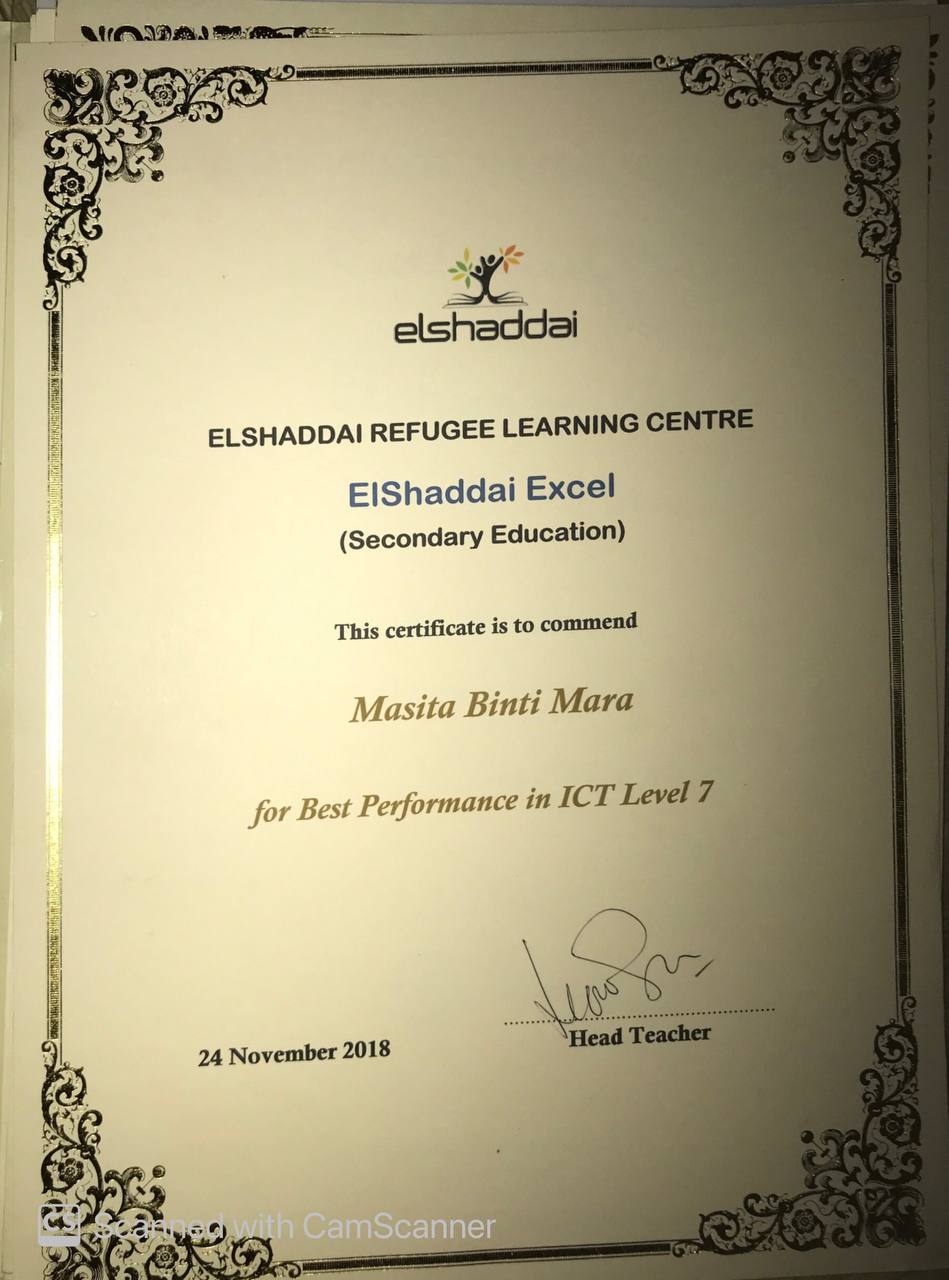 elshaddai
ELSHADDAI REFUGEE LEARNING CENTRE
ElShaddai Excel
(Secondary Education)
This certificate is to commend
Masita Binti Mara
for Best Performance in ICT Level 7
Head Teacher
24 November 2018
CS Scanned with CamScanner